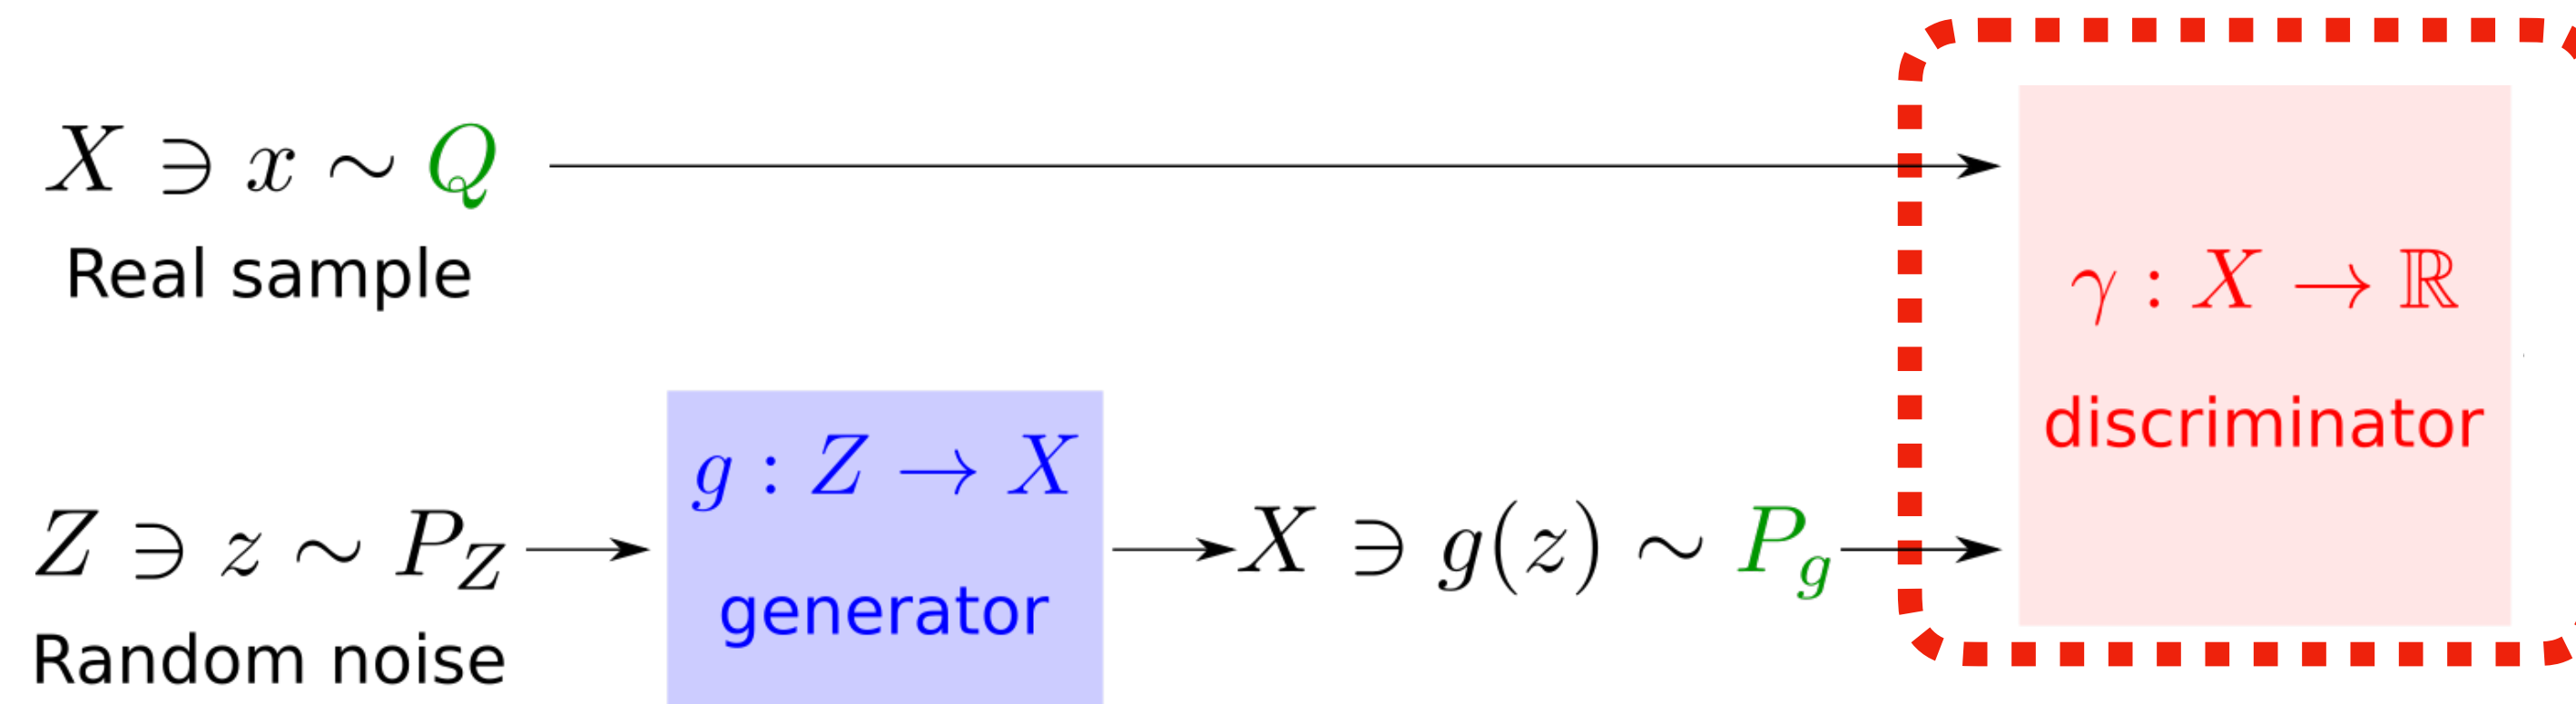 X ∋ x ∼ Q
Real sample
γ : X → ℝ
discriminator
g : Z → X
generator
Z ∋ z ∼ P_Z
X ∋ g(z) ∼ P_g
Random noise